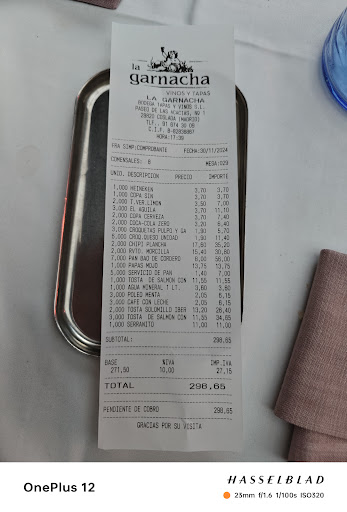 la
garnacha
VINOS Y TAPAS
LA GARNACHA
BODEGA TAPAS Y VINOS S.L.
PASEO DE LAS ACACIAS, Nº 1
28820 COSLADA (MADRID)
TLF.: 91 674 30 09
HORA:17:38
FRA SIMP:COMPROBANTE FECHA:30/11/2024
COMENSALES: 6 MESA:029
UNID. DESCRIPCIÓN PRECIO IMPORTE
1,000 HEINEKEN 3,70 3,70
1,000 COPA SIN 3,70 3,70
2,000 T.VER.LIMON 3,50 7,00
3,000 EL AGUILA 3,70 11,10
2,000 COPA CERVEZA 3,70 7,40
2,000 COCA-COLA ZERO 3,20 6,40
3,000 CROQUETAS PULPO Y GA 1,90 5,70
6,000 CROQ.QUESO UNIDAD 1,90 11,40
2,000 CHIPI PLANCHA 17,60 35,20
2,000 RVTO. MORCILLA 15,40 30,80
7,000 PAN BAO DE CORDERO 8,00 56,00
1,000 PAPAS MOJO 13,75 13,75
5,000 SERVICIO DE PAN 1,40 7,00
1,000 TOSTA DE SALMON CON 11,55 11,55
1,000 AGUA MINERAL 1 LT. 3,60 3,60
3,000 POLEO MENTA 2,05 6,15
3,000 CAFE CON LECHE 2,05 6,15
2,000 TOSTA SOLOMILLO IBER 13,20 26,40
3,000 TOSTA DE SALMON CON 11,55 34,65
1,000 SERRANITO 11,00 11,00
SUBTOTAL: 298,65
BASE %IVA IMP.IVA
271,50 10,00 27,15
TOTAL 298,65
PENDIENTE DE COBRO 298,65
GRACIAS POR SU VISITA
OnePlus 12
HASSELBLAD
23mm f/1.6 1/100s ISO320